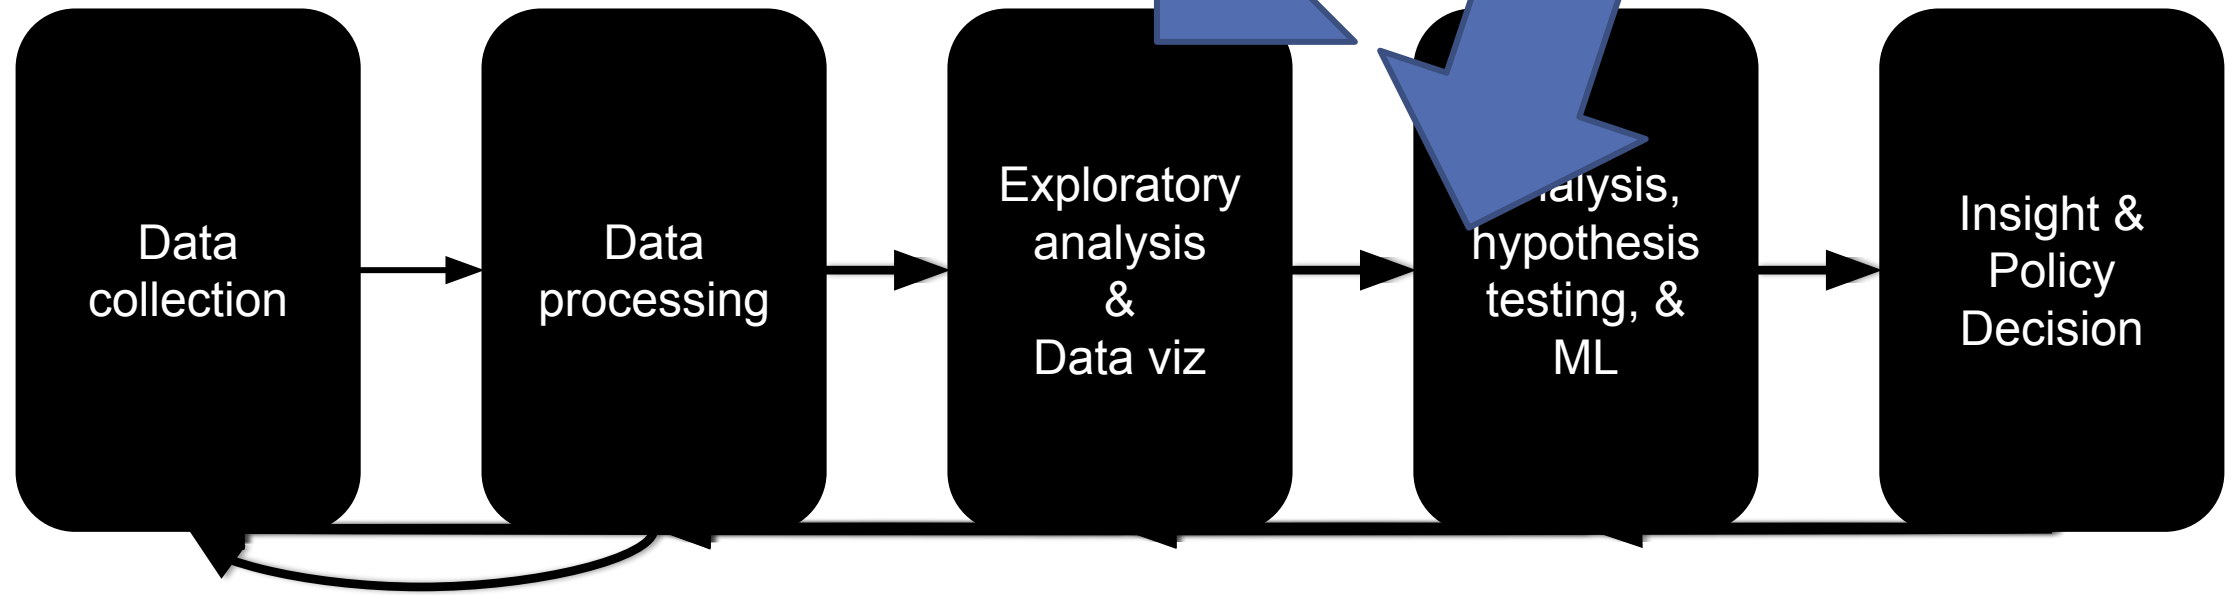 Data
collection
Data
processing
Exploratory
analysis
&
Data viz
hypothesis
testing, &
ML
Insight &
Policy
Decision